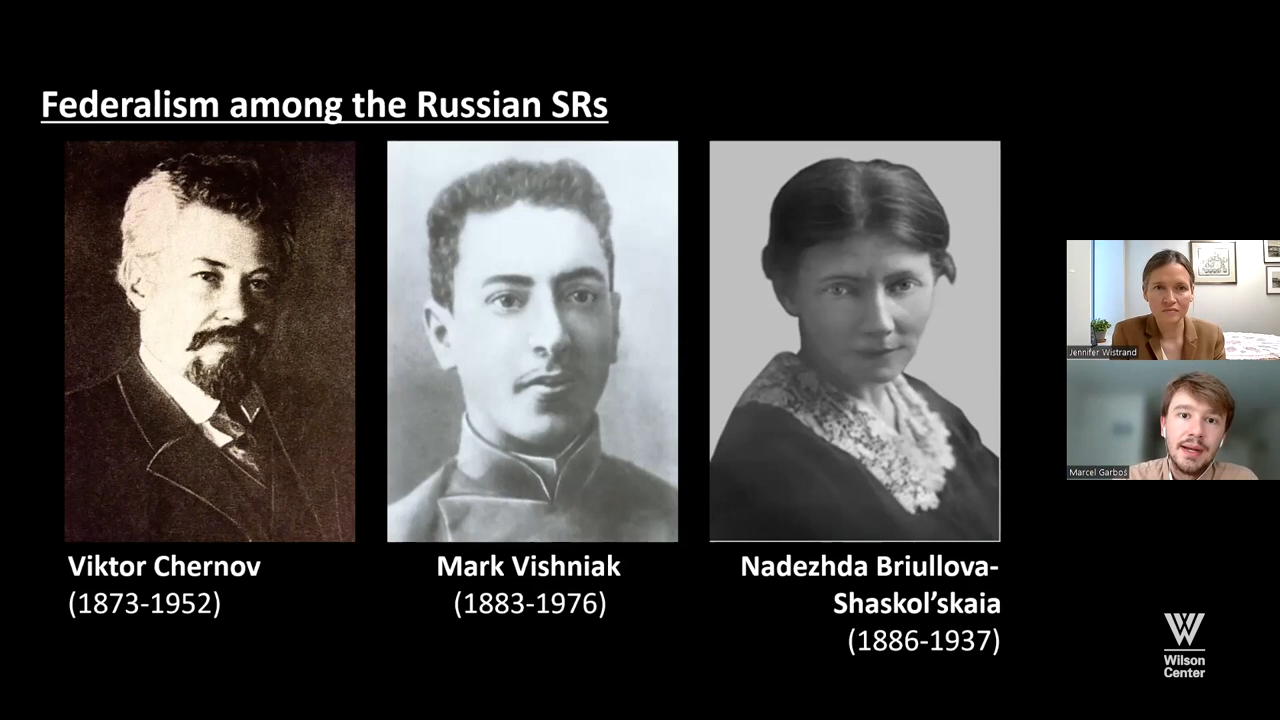 Federalism among the Russian SRs
Viktor Chernov
(1873-1952)
Mark Vishniak
(1883-1976)
Nadezhda Briullova-
Shaskol’skaia
(1886-1937)
Jennifer Wistrand
Marcel Garboś
Wilson
Center